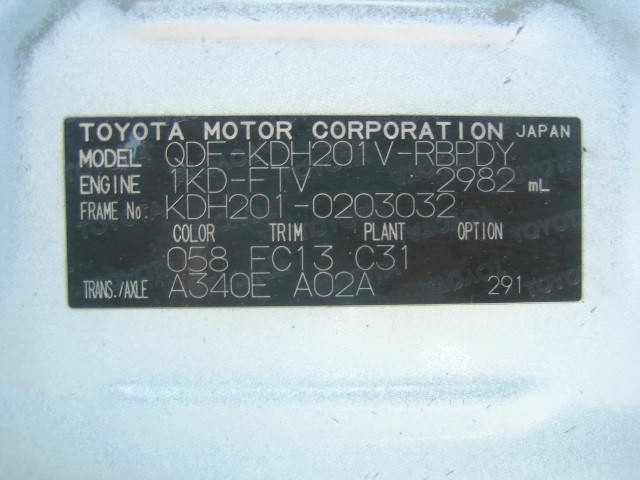 TOYOTA MOTOR CORPORATION JAPAN
MODEL QDF-KDH201V-RBPDY
ENGINE 1KD-FTV 2982 mL
FRAME No. KDH201-0203032
COLOR TRIM PLANT OPTION
058 FC13 C31
TRANS./AXLE A340E A02A 291